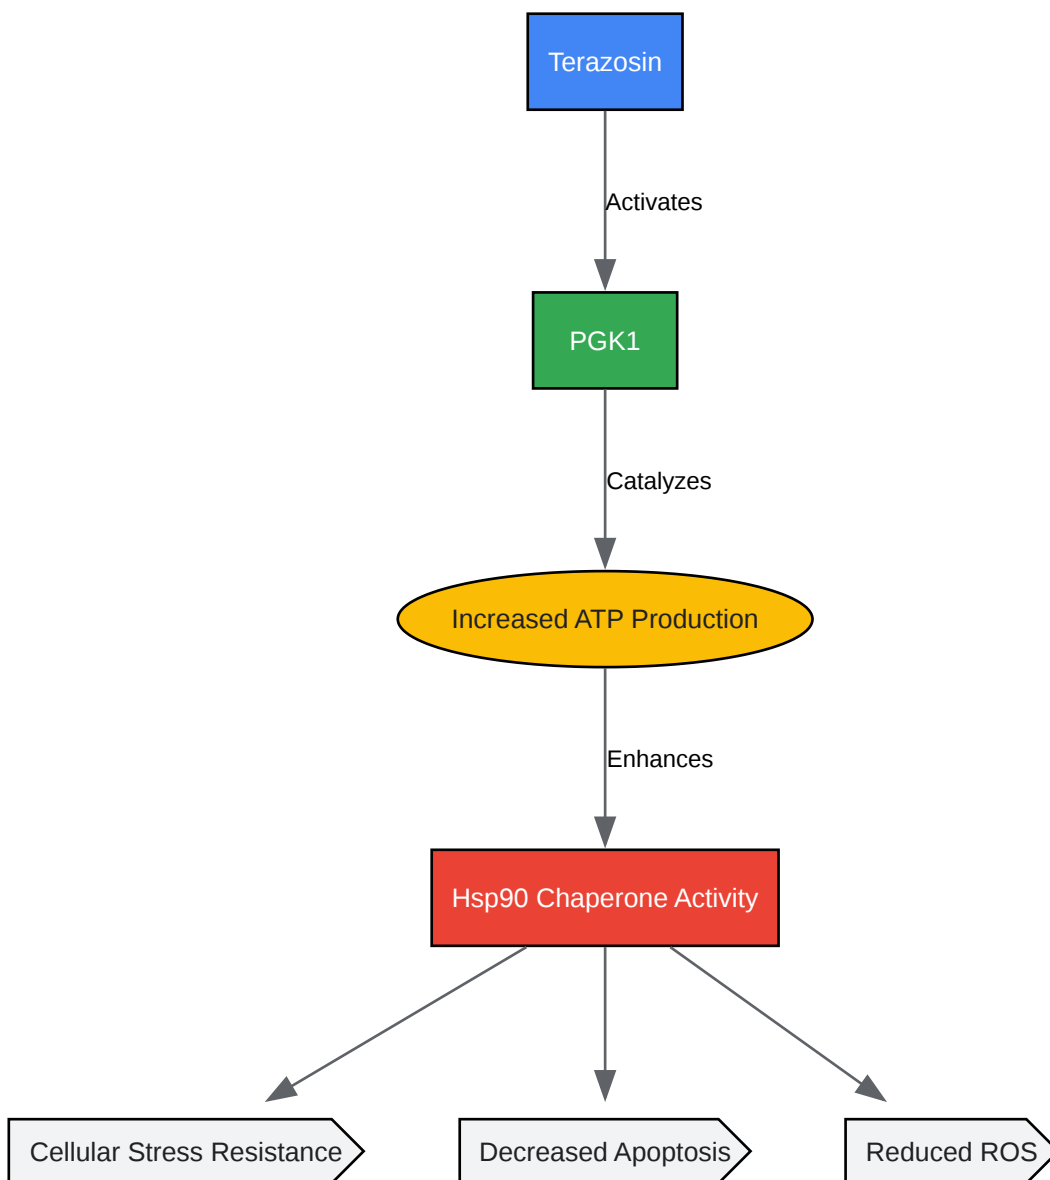 Terazosin
Activates
PGK1
Catalyzes
Increased ATP Production
Enhances
Hsp90 Chaperone Activity
Cellular Stress Resistance
Decreased Apoptosis
Reduced ROS